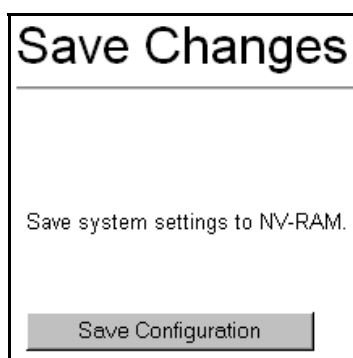 Save Changes
Save system settings to NV-RAM.
Save Configuration